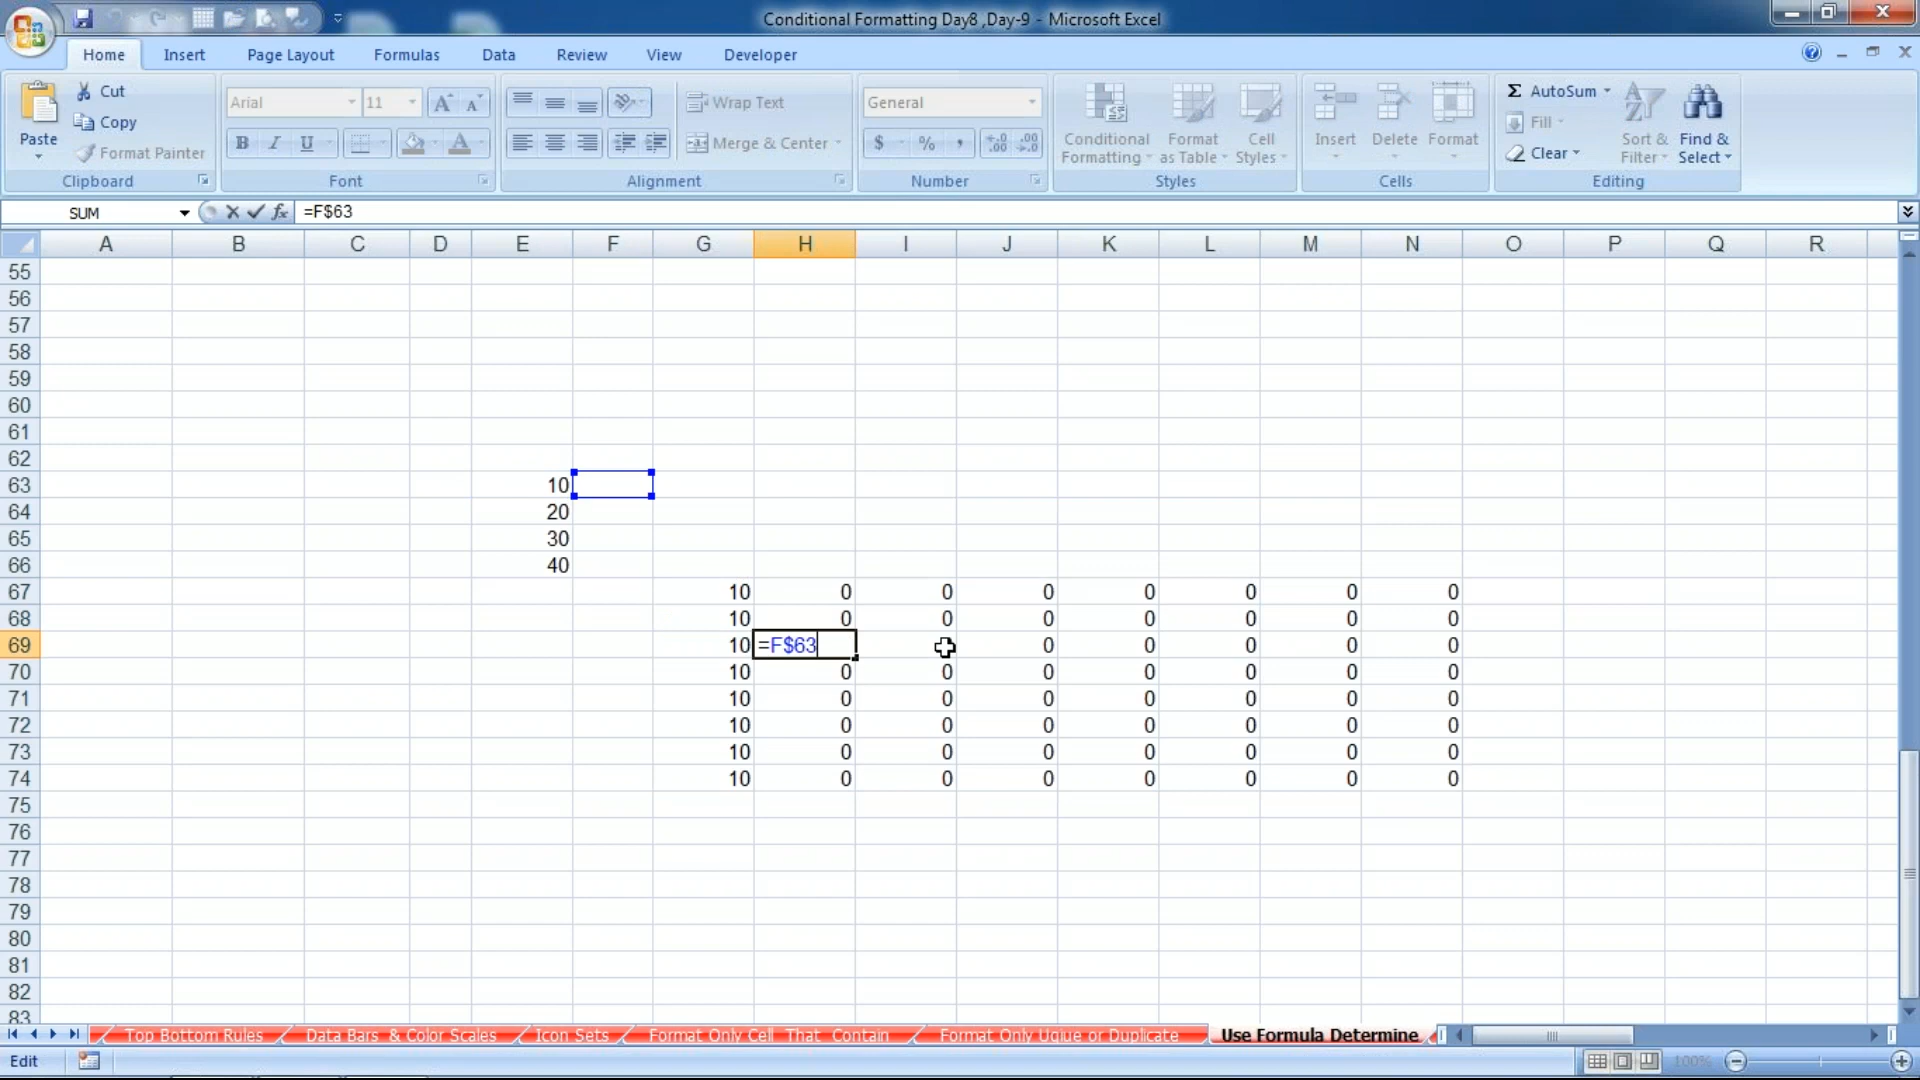 Conditional Formatting Day8 ,Day-9 - Microsoft Excel
Home Insert Page Layout Formulas Data Review View Developer
Paste
Cut
Copy
Format Painter
Clipboard
Arial 11
B I U A
Font
Wrap Text
Merge & Center
Alignment
General
$ % ,
Number
Conditional Formatting
Format as Table
Cell Styles
Styles
Insert Delete Format
Cells
Σ AutoSum
Fill
Clear
Sort & Filter
Find & Select
Editing
SUM fx =F$63
A B C D E F G H I J K L M N O P Q R
55
56
57
58
59
60
61
62
63 10
64 20
65 30
66 40
67 10 0 0 0 0 0 0 0
68 10 0 0 0 0 0 0 0
69 10 =F$63 0 0 0 0 0
70 10 0 0 0 0 0 0 0
71 10 0 0 0 0 0 0 0
72 10 0 0 0 0 0 0 0
73 10 0 0 0 0 0 0 0
74 10 0 0 0 0 0 0 0
75
76
77
78
79
80
81
82
83
Top Bottom Rules Data Bars & Color Scales Icon Sets Format Only Cell That Contain Format Only Uqiue or Duplicate Use Formula Determine
Edit 100%